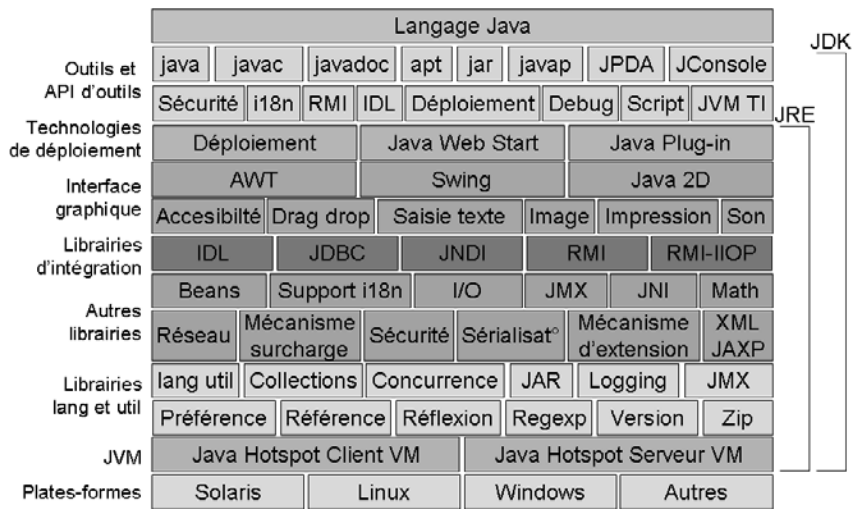 Langage Java
JDK
Outils et
API d'outils
java javac javadoc apt jar javap JPDA JConsole
Sécurité i18n RMI IDL Déploiement Debug Script JVM TI
JRE
Technologies
de déploiement
Déploiement Java Web Start Java Plug-in
Interface
graphique
AWT Swing Java 2D
Accesibilté Drag drop Saisie texte Image Impression Son
Librairies
d'intégration
IDL JDBC JNDI RMI RMI-IIOP
Autres
librairies
Beans Support i18n I/O JMX JNI Math
Réseau Mécanisme surcharge Sécurité Sérialisat° Mécanisme d'extension XML JAXP
Librairies
lang et util
lang util Collections Concurrence JAR Logging JMX
Préférence Référence Réflexion Regexp Version Zip
JVM
Java Hotspot Client VM Java Hotspot Serveur VM
Plates-formes
Solaris Linux Windows Autres